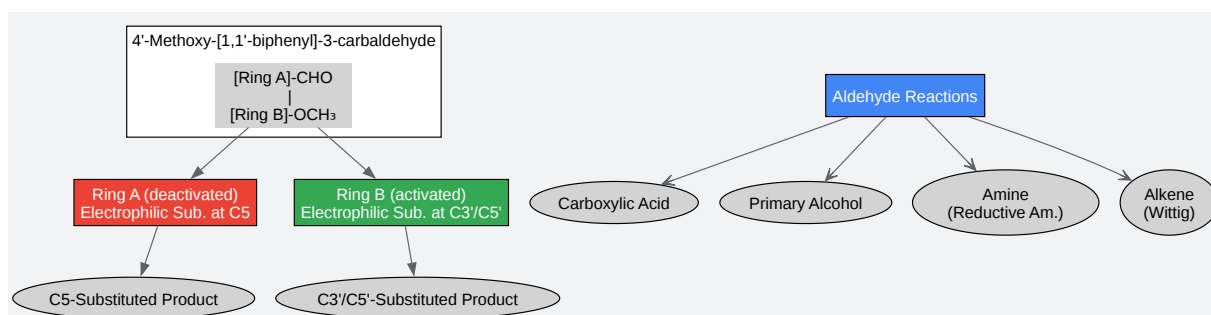 4'-Methoxy-[1,1'-biphenyl]-3-carbaldehyde
[Ring A]-CHO
|
[Ring B]-OCH₃
Aldehyde Reactions
Ring A (deactivated)
Electrophilic Sub. at C5
Ring B (activated)
Electrophilic Sub. at C3'/C5'
Carboxylic Acid
Primary Alcohol
Amine
(Reductive Am.)
Alkene
(Wittig)
C5-Substituted Product
C3'/C5'-Substituted Product